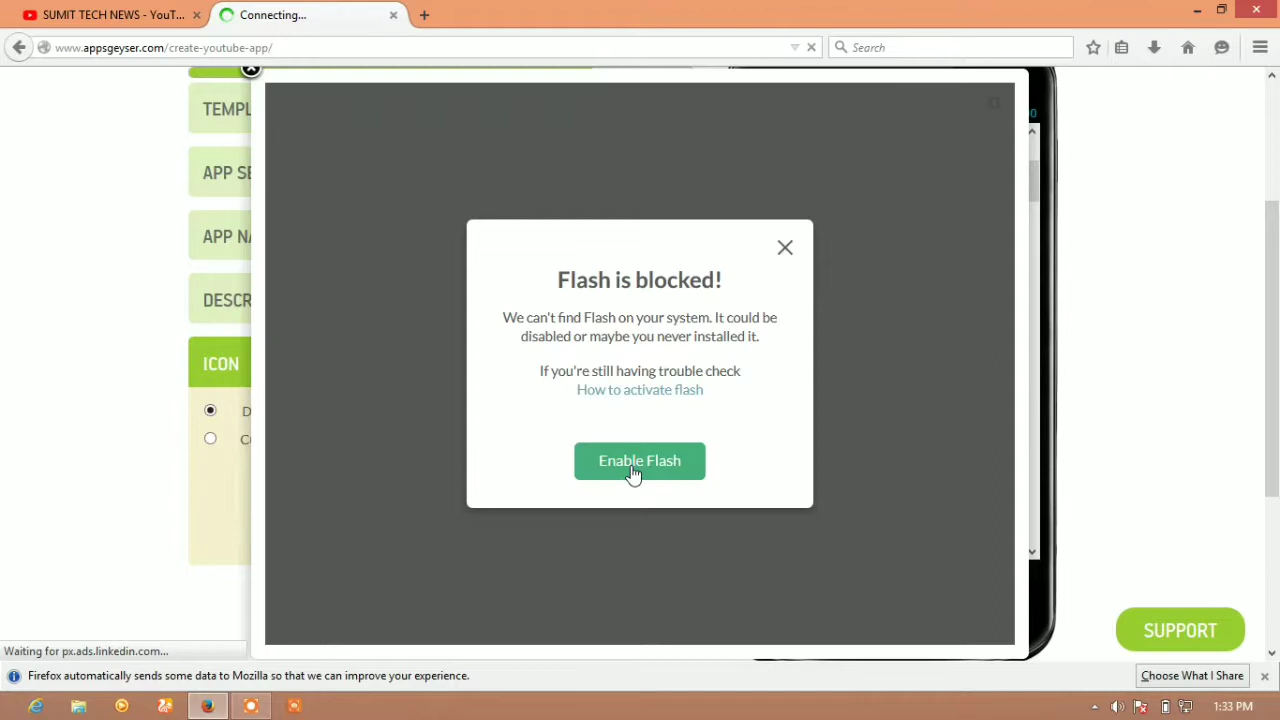 SUMIT TECH NEWS - YouT...
Connecting...
www.appsgeyser.com/create-youtube-app/
Search
TEMPL
APP SE
APP NA
DESCR
ICON
D
Flash is blocked!
We can't find Flash on your system. It could be
disabled or maybe you never installed it.
If you're still having trouble check
How to activate flash
Enable Flash
SUPPORT
Waiting for px.ads.linkedin.com...
Firefox automatically sends some data to Mozilla so that we can improve your experience.
Choose What I Share
1:33 PM